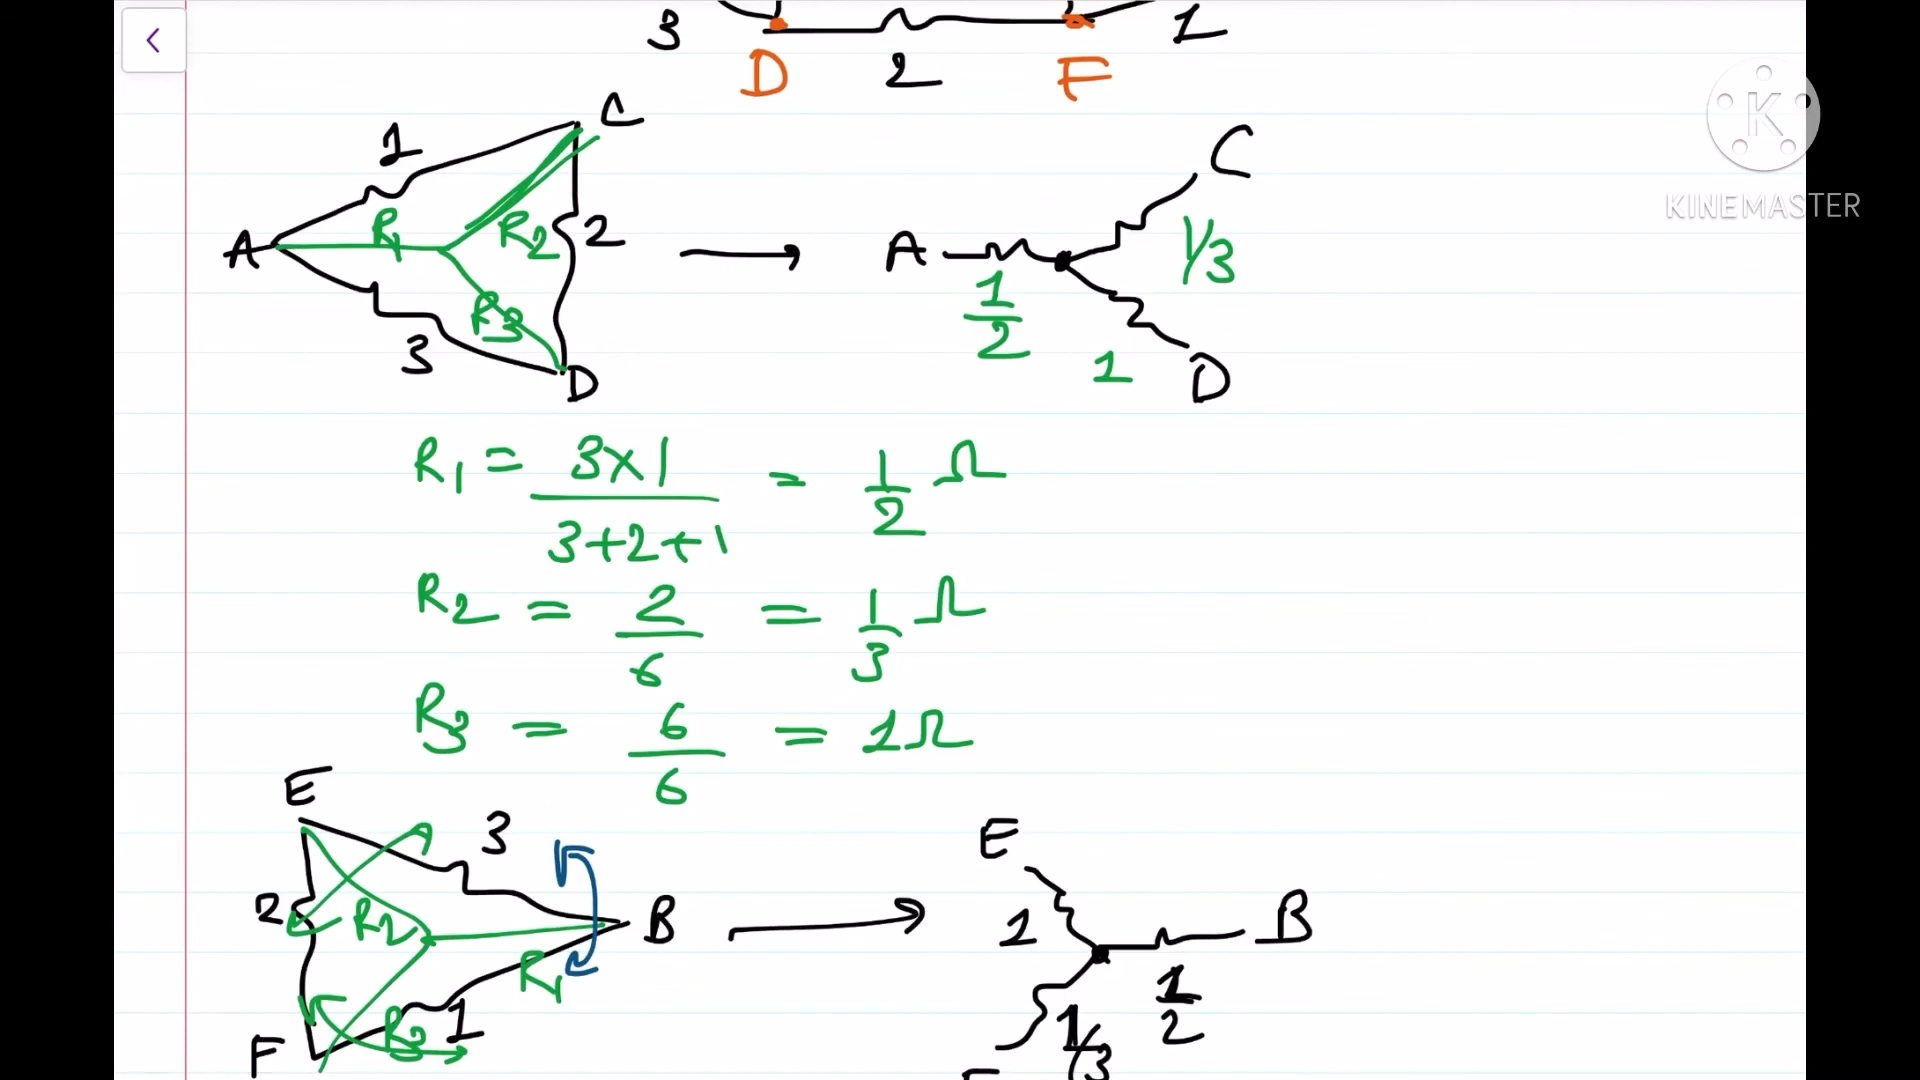 3 2 1
D F
KINEMASTER
1 C
A R1 R2 2
R3
3 D
A 1/2 C 1/3
1 D
R1 = 3×1 / 3+2+1 = 1/2 Ω
R2 = 2/6 = 1/3 Ω
R3 = 6/6 = 1Ω
E 3
2 R2 B
R1
F R3 1
E
1 B
1/2
1/3